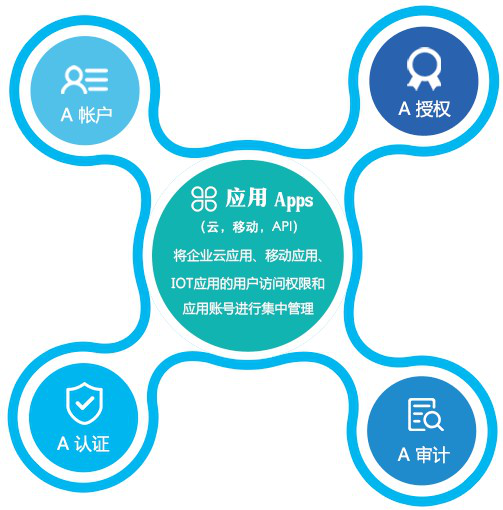 A 帐户
A 授权
应用 Apps
(云，移动，API)
将企业云应用、移动应用、
IOT应用的用户访问权限和
应用账号进行集中管理
A 认证
A 审计